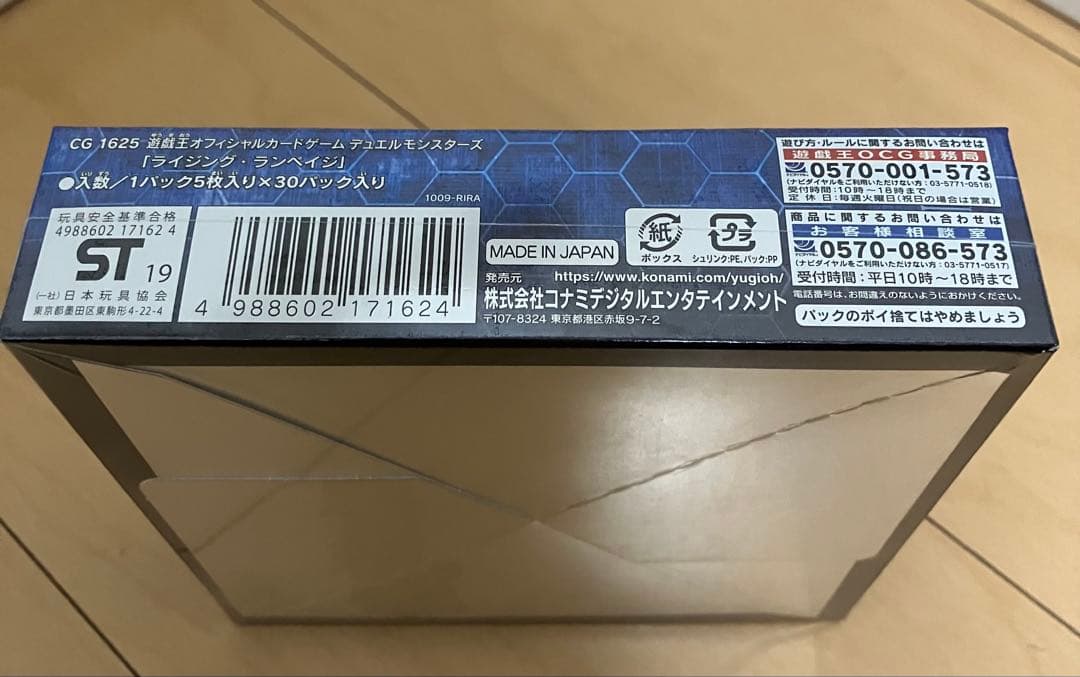 CG 1625 遊戯王オフィシャルカードゲーム デュエルモンスターズ
「ライジング・ランペイジ」
●入数/1パック5枚入り×30パック入り
1009-RIRA
玩具安全基準合格
4988602 17162 4
ST 19
(一社)日本玩具協会
東京都墨田区東駒形4-22-4
4 988602 171624
MADE IN JAPAN
紙
ボックス
プラ
シュリンク:PE、パック:PP
発売元 https://www.konami.com/yugioh/
株式会社コナミデジタルエンタテインメント
〒107-8324 東京都港区赤坂9-7-2
遊び方・ルールに関するお問い合わせは
遊戯王OCG事務局
0570-001-573
(ナビダイヤルをご利用いただけない方:03-5771-0518)
受付時間:10時〜18時まで
定休日:毎週火曜日(祝日の場合は営業)
商品に関するお問い合わせは
お客様相談室
0570-086-573
(ナビダイヤルをご利用いただけない方:03-5771-0517)
受付時間:平日10時〜18時まで
電話番号は、お間違えのないようにおかけください。
パックのポイ捨てはやめましょう